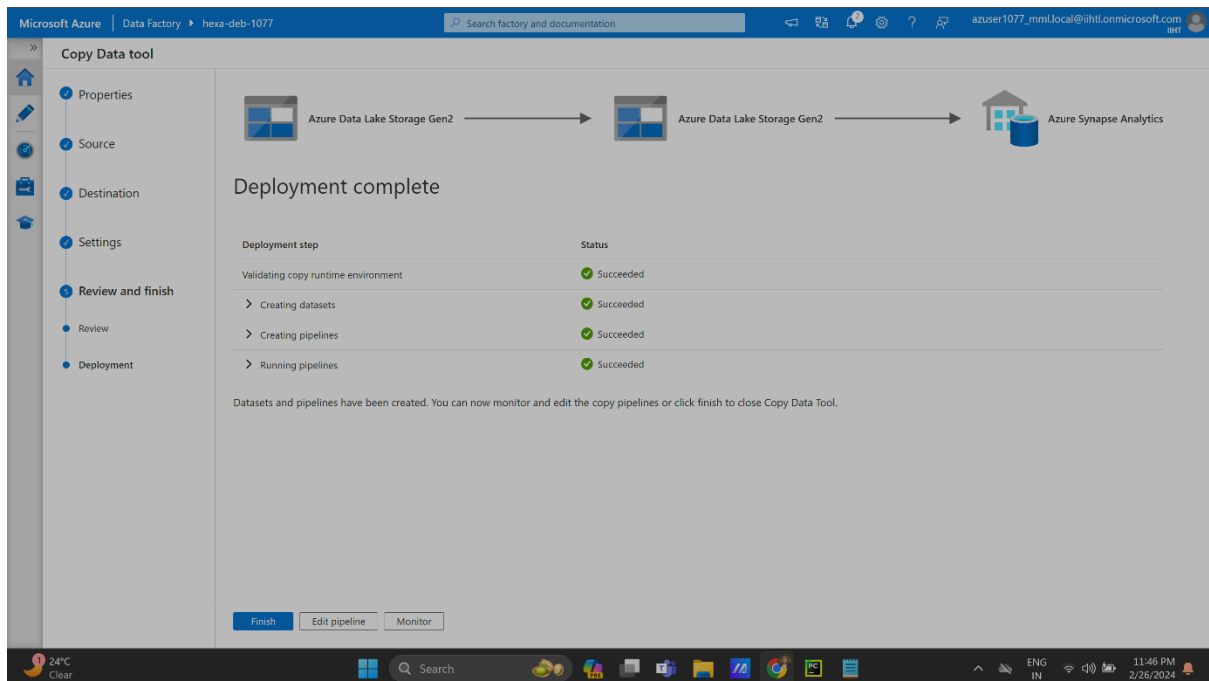 Microsoft Azure | Data Factory ▸ hexa-deb-1077
Search factory and documentation
2
azuser1077_mml.local@iihtl.onmicrosoft.com
IIHT
»
Copy Data tool
Properties
Source
Destination
Settings
5 Review and finish
Review
Deployment
Azure Data Lake Storage Gen2
Azure Data Lake Storage Gen2
Azure Synapse Analytics
Deployment complete
Deployment step Status
Validating copy runtime environment Succeeded
Creating datasets Succeeded
Creating pipelines Succeeded
Running pipelines Succeeded
Datasets and pipelines have been created. You can now monitor and edit the copy pipelines or click finish to close Copy Data Tool.
Finish Edit pipeline Monitor
1
24°C
Clear
Search
PRE
ENG
IN
11:46 PM
2/26/2024